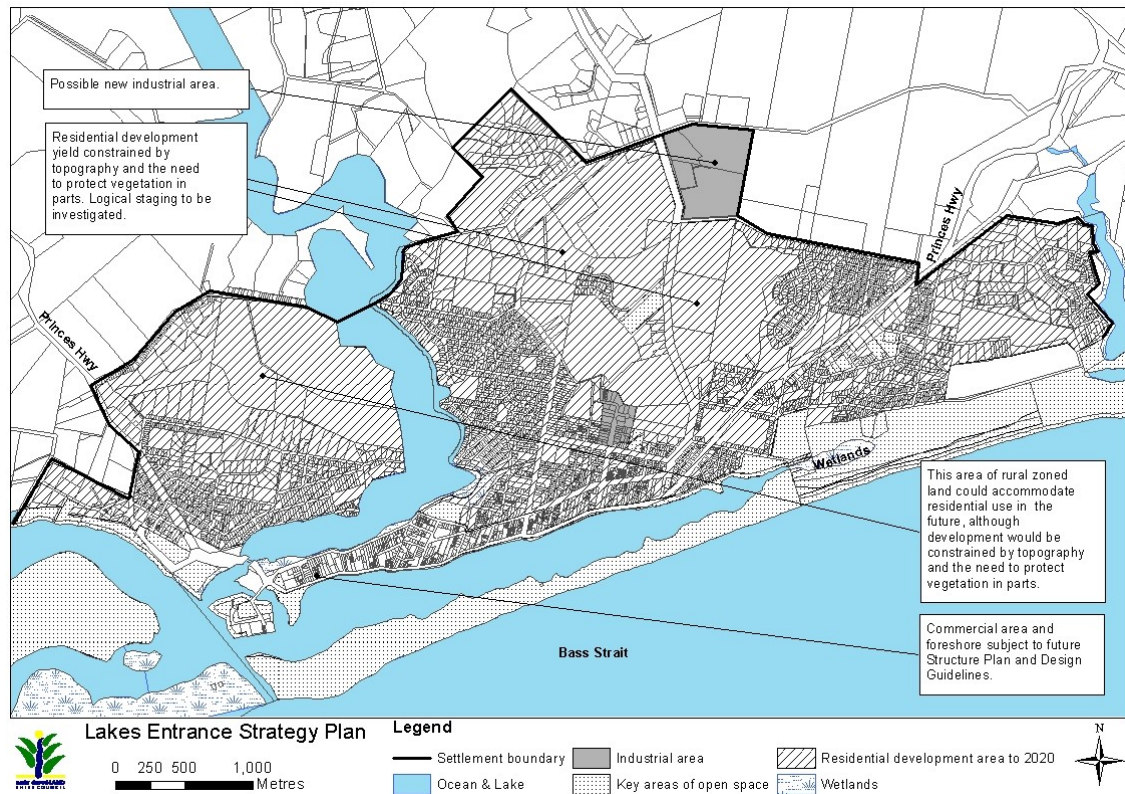 Possible new industrial area.
Residential development
yield constrained by
topography and the need
to protect vegetation in
parts. Logical staging to be
investigated.
Princes Hwy
Princes Hwy
Wetlands
This area of rural zoned
land could accommodate
residential use in the
future, although
development would be
constrained by topography
and the need to protect
vegetation in parts.
Commercial area and
foreshore subject to future
Structure Plan and Design
Guidelines.
Bass Strait
Lakes Entrance Strategy Plan
0 250 500 1,000
Metres
Legend
Settlement boundary
Industrial area
Residential development area to 2020
Ocean & Lake
Key areas of open space
Wetlands
N
EAST GIPPSLAND
SHIRE COUNCIL